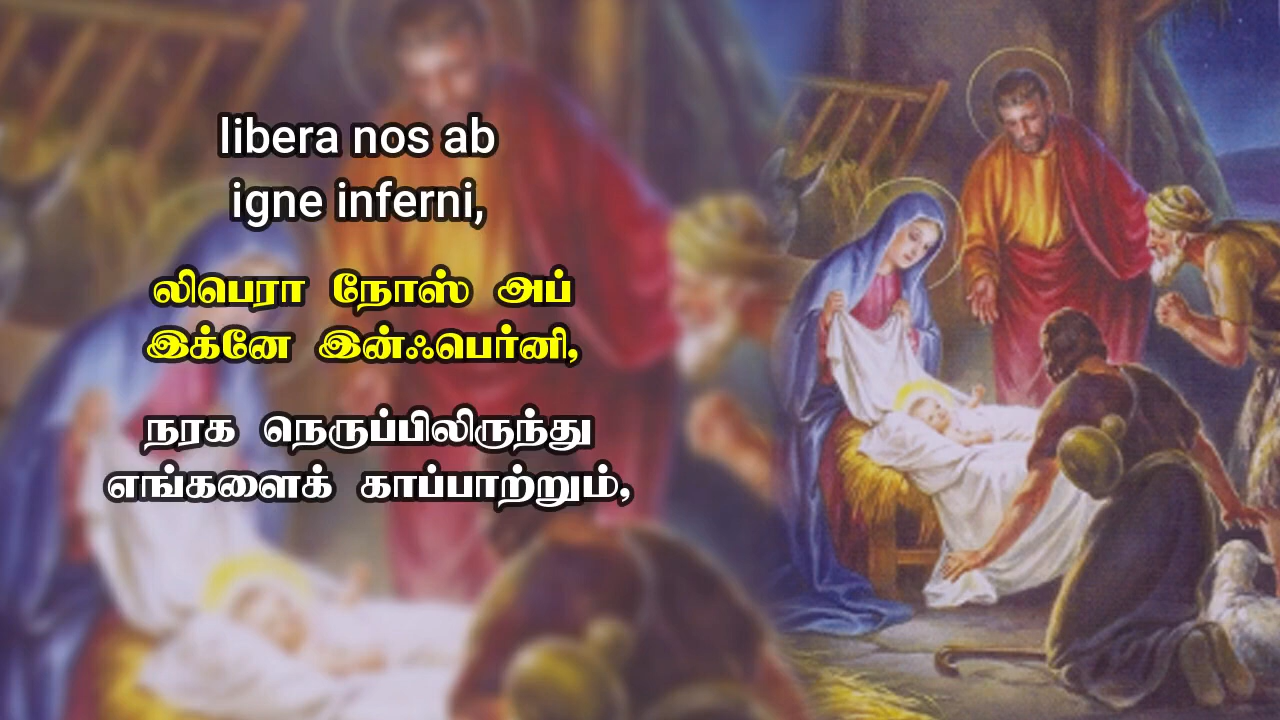 libera nos ab
igne inferni,
லிபெரா நோஸ் அப்
இக்னே இன்ஃபெர்னி,
நரக நெருப்பிலிருந்து
எங்களைக் காப்பாற்றும்,